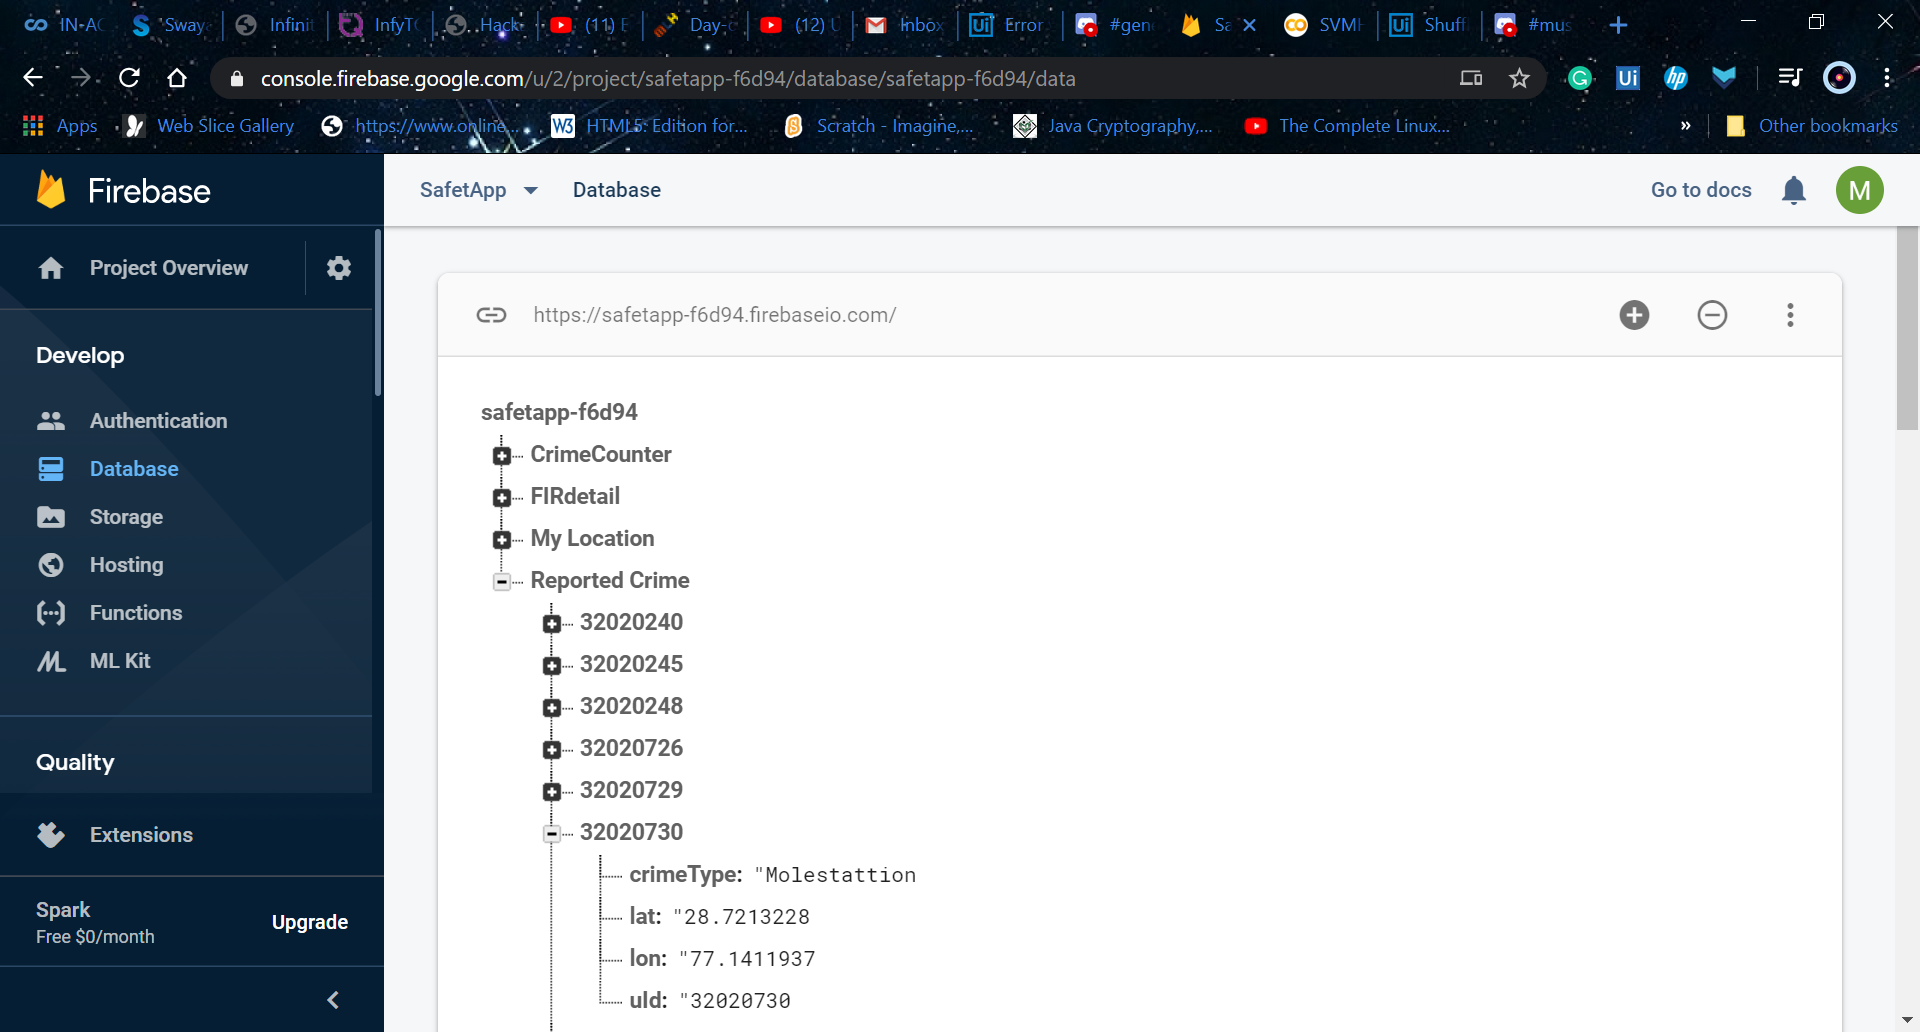 IN-AC Sway Infinit InfyTQ Hack (11) E Day- (12) U Inbox Error #gene Sa SVMI Shuff #mus
console.firebase.google.com/u/2/project/safetapp-f6d94/database/safetapp-f6d94/data
Apps Web Slice Gallery https://www.online... HTML5: Edition for... Scratch - Imagine,... Java Cryptography,... The Complete Linux... » Other bookmarks
Firebase
SafetApp Database Go to docs M
Project Overview
https://safetapp-f6d94.firebaseio.com/
Develop
Authentication
Database
Storage
Hosting
Functions
ML Kit
Quality
Extensions
Spark
Free $0/month
Upgrade
safetapp-f6d94
CrimeCounter
FIRdetail
My Location
Reported Crime
32020240
32020245
32020248
32020726
32020729
32020730
crimeType: "Molestattion
lat: "28.7213228
lon: "77.1411937
uId: "32020730